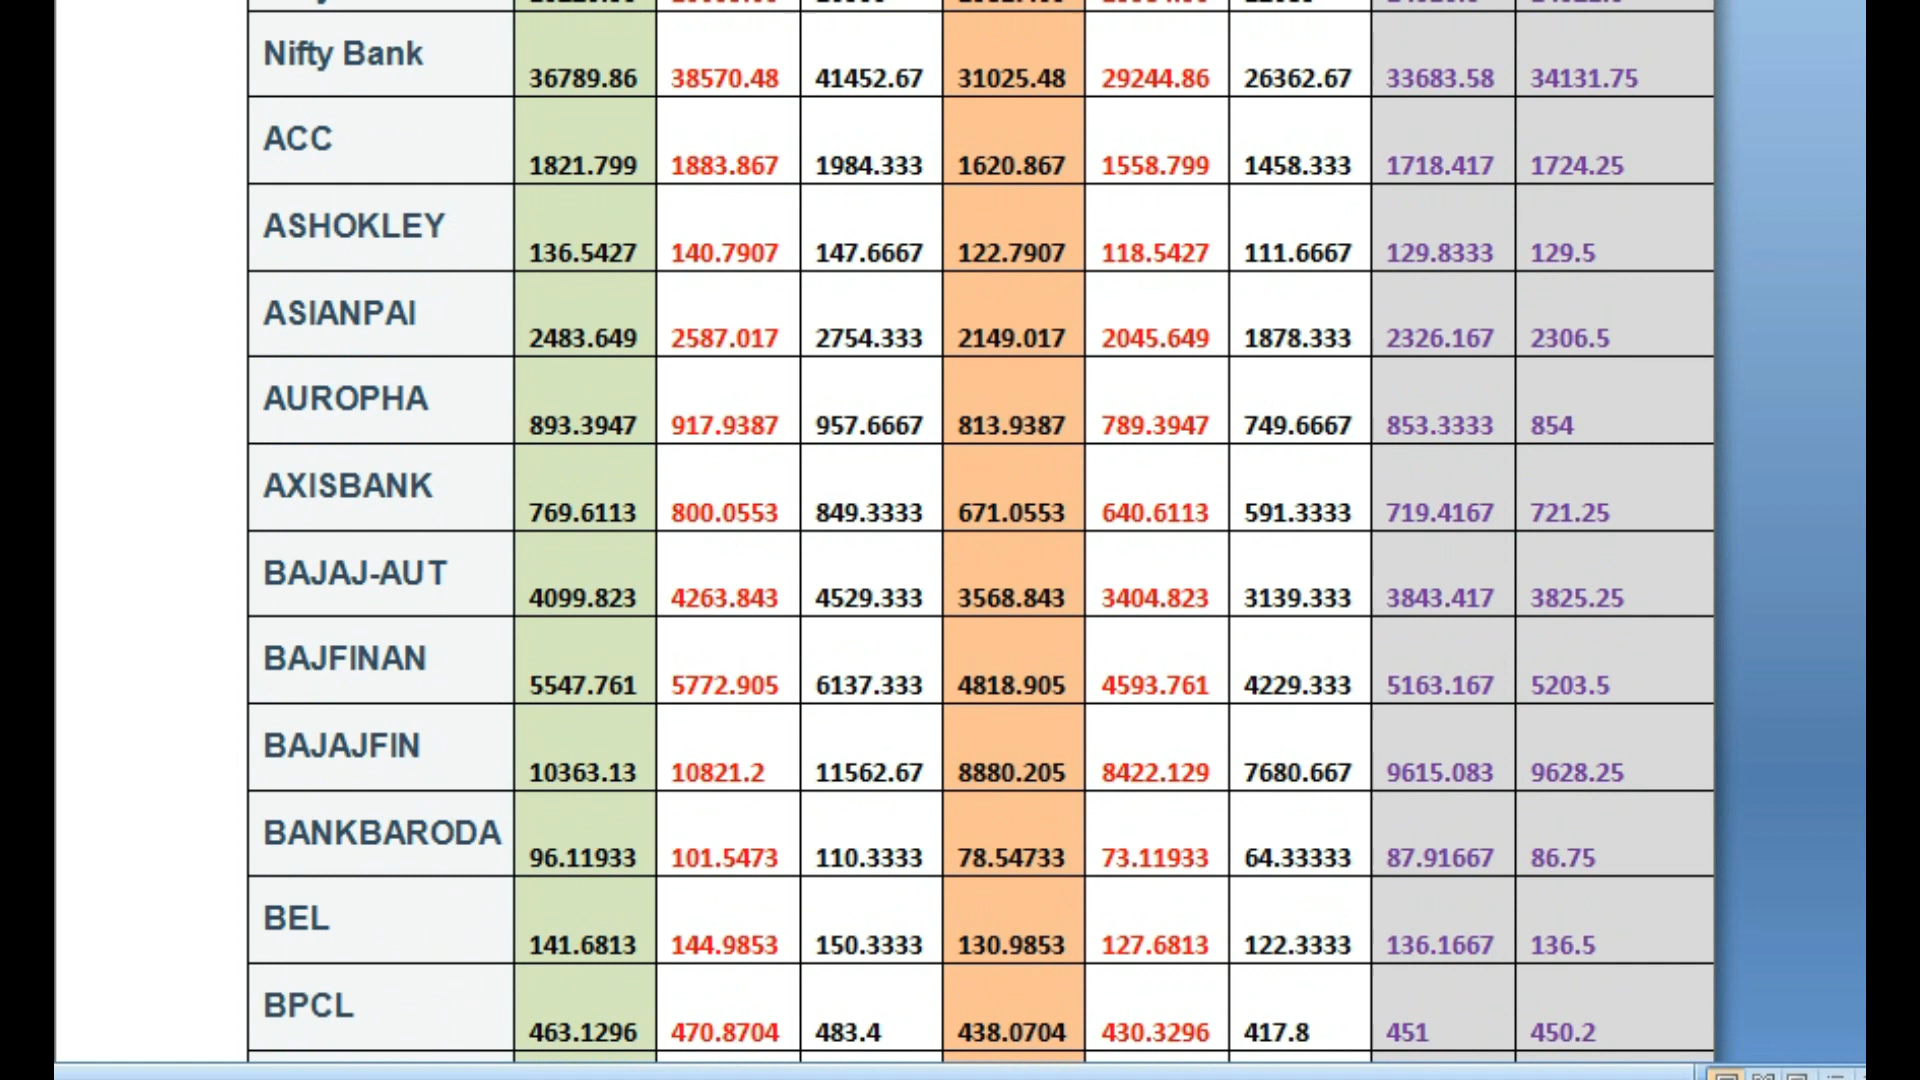 Nifty Bank 36789.86 38570.48 41452.67 31025.48 29244.86 26362.67 33683.58 34131.75
ACC 1821.799 1883.867 1984.333 1620.867 1558.799 1458.333 1718.417 1724.25
ASHOKLEY 136.5427 140.7907 147.6667 122.7907 118.5427 111.6667 129.8333 129.5
ASIANPAI 2483.649 2587.017 2754.333 2149.017 2045.649 1878.333 2326.167 2306.5
AUROPHA 893.3947 917.9387 957.6667 813.9387 789.3947 749.6667 853.3333 854
AXISBANK 769.6113 800.0553 849.3333 671.0553 640.6113 591.3333 719.4167 721.25
BAJAJ-AUT 4099.823 4263.843 4529.333 3568.843 3404.823 3139.333 3843.417 3825.25
BAJFINAN 5547.761 5772.905 6137.333 4818.905 4593.761 4229.333 5163.167 5203.5
BAJAJFIN 10363.13 10821.2 11562.67 8880.205 8422.129 7680.667 9615.083 9628.25
BANKBARODA 96.11933 101.5473 110.3333 78.54733 73.11933 64.33333 87.91667 86.75
BEL 141.6813 144.9853 150.3333 130.9853 127.6813 122.3333 136.1667 136.5
BPCL 463.1296 470.8704 483.4 438.0704 430.3296 417.8 451 450.2